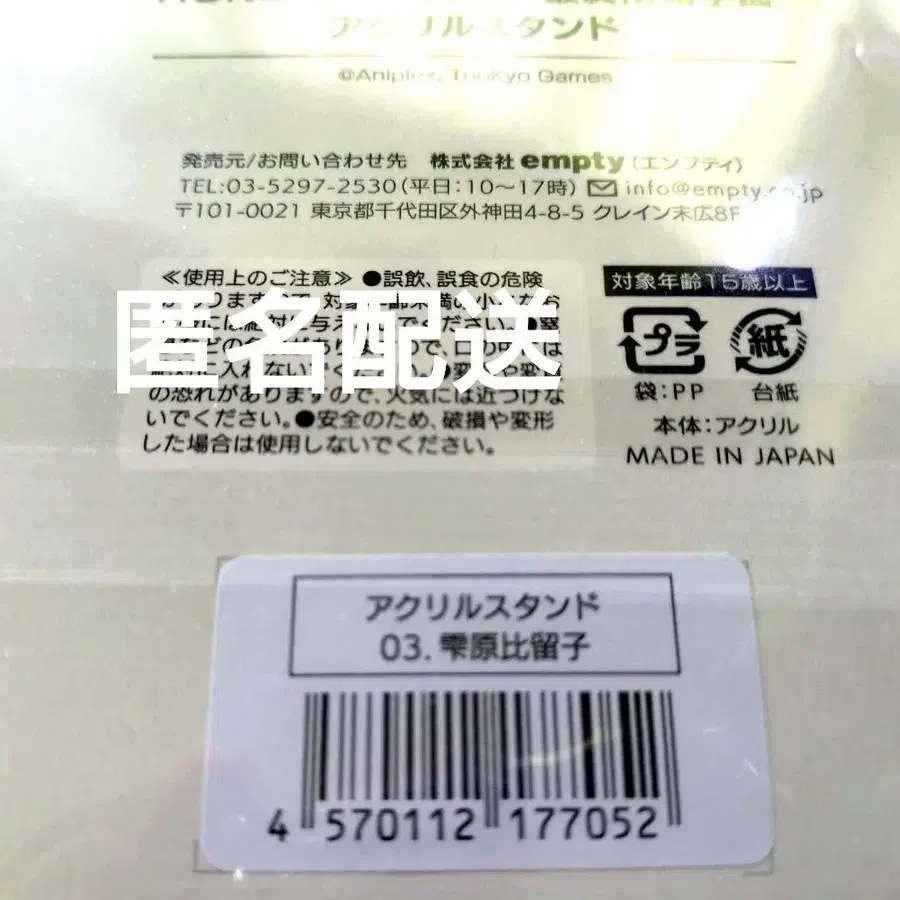 アクリルスタンド
©Aniplex, TooKyo Games
発売元/お問い合わせ先 株式会社empty(エンプティ)
TEL:03-5297-2530(平日:10〜17時) info@empty.co.jp
〒101-0021 東京都千代田区外神田4-8-5 クレイン末広8F
≪使用上のご注意≫ ●誤飲、誤食の危険
匿名配送
の恐れがありますので、火気には近づけな
いでください。●安全のため、破損や変形
した場合は使用しないでください。
対象年齢15歳以上
プラ
紙
袋:PP 台紙
本体:アクリル
MADE IN JAPAN
アクリルスタンド
03. 雫原比留子
4 570112 177052